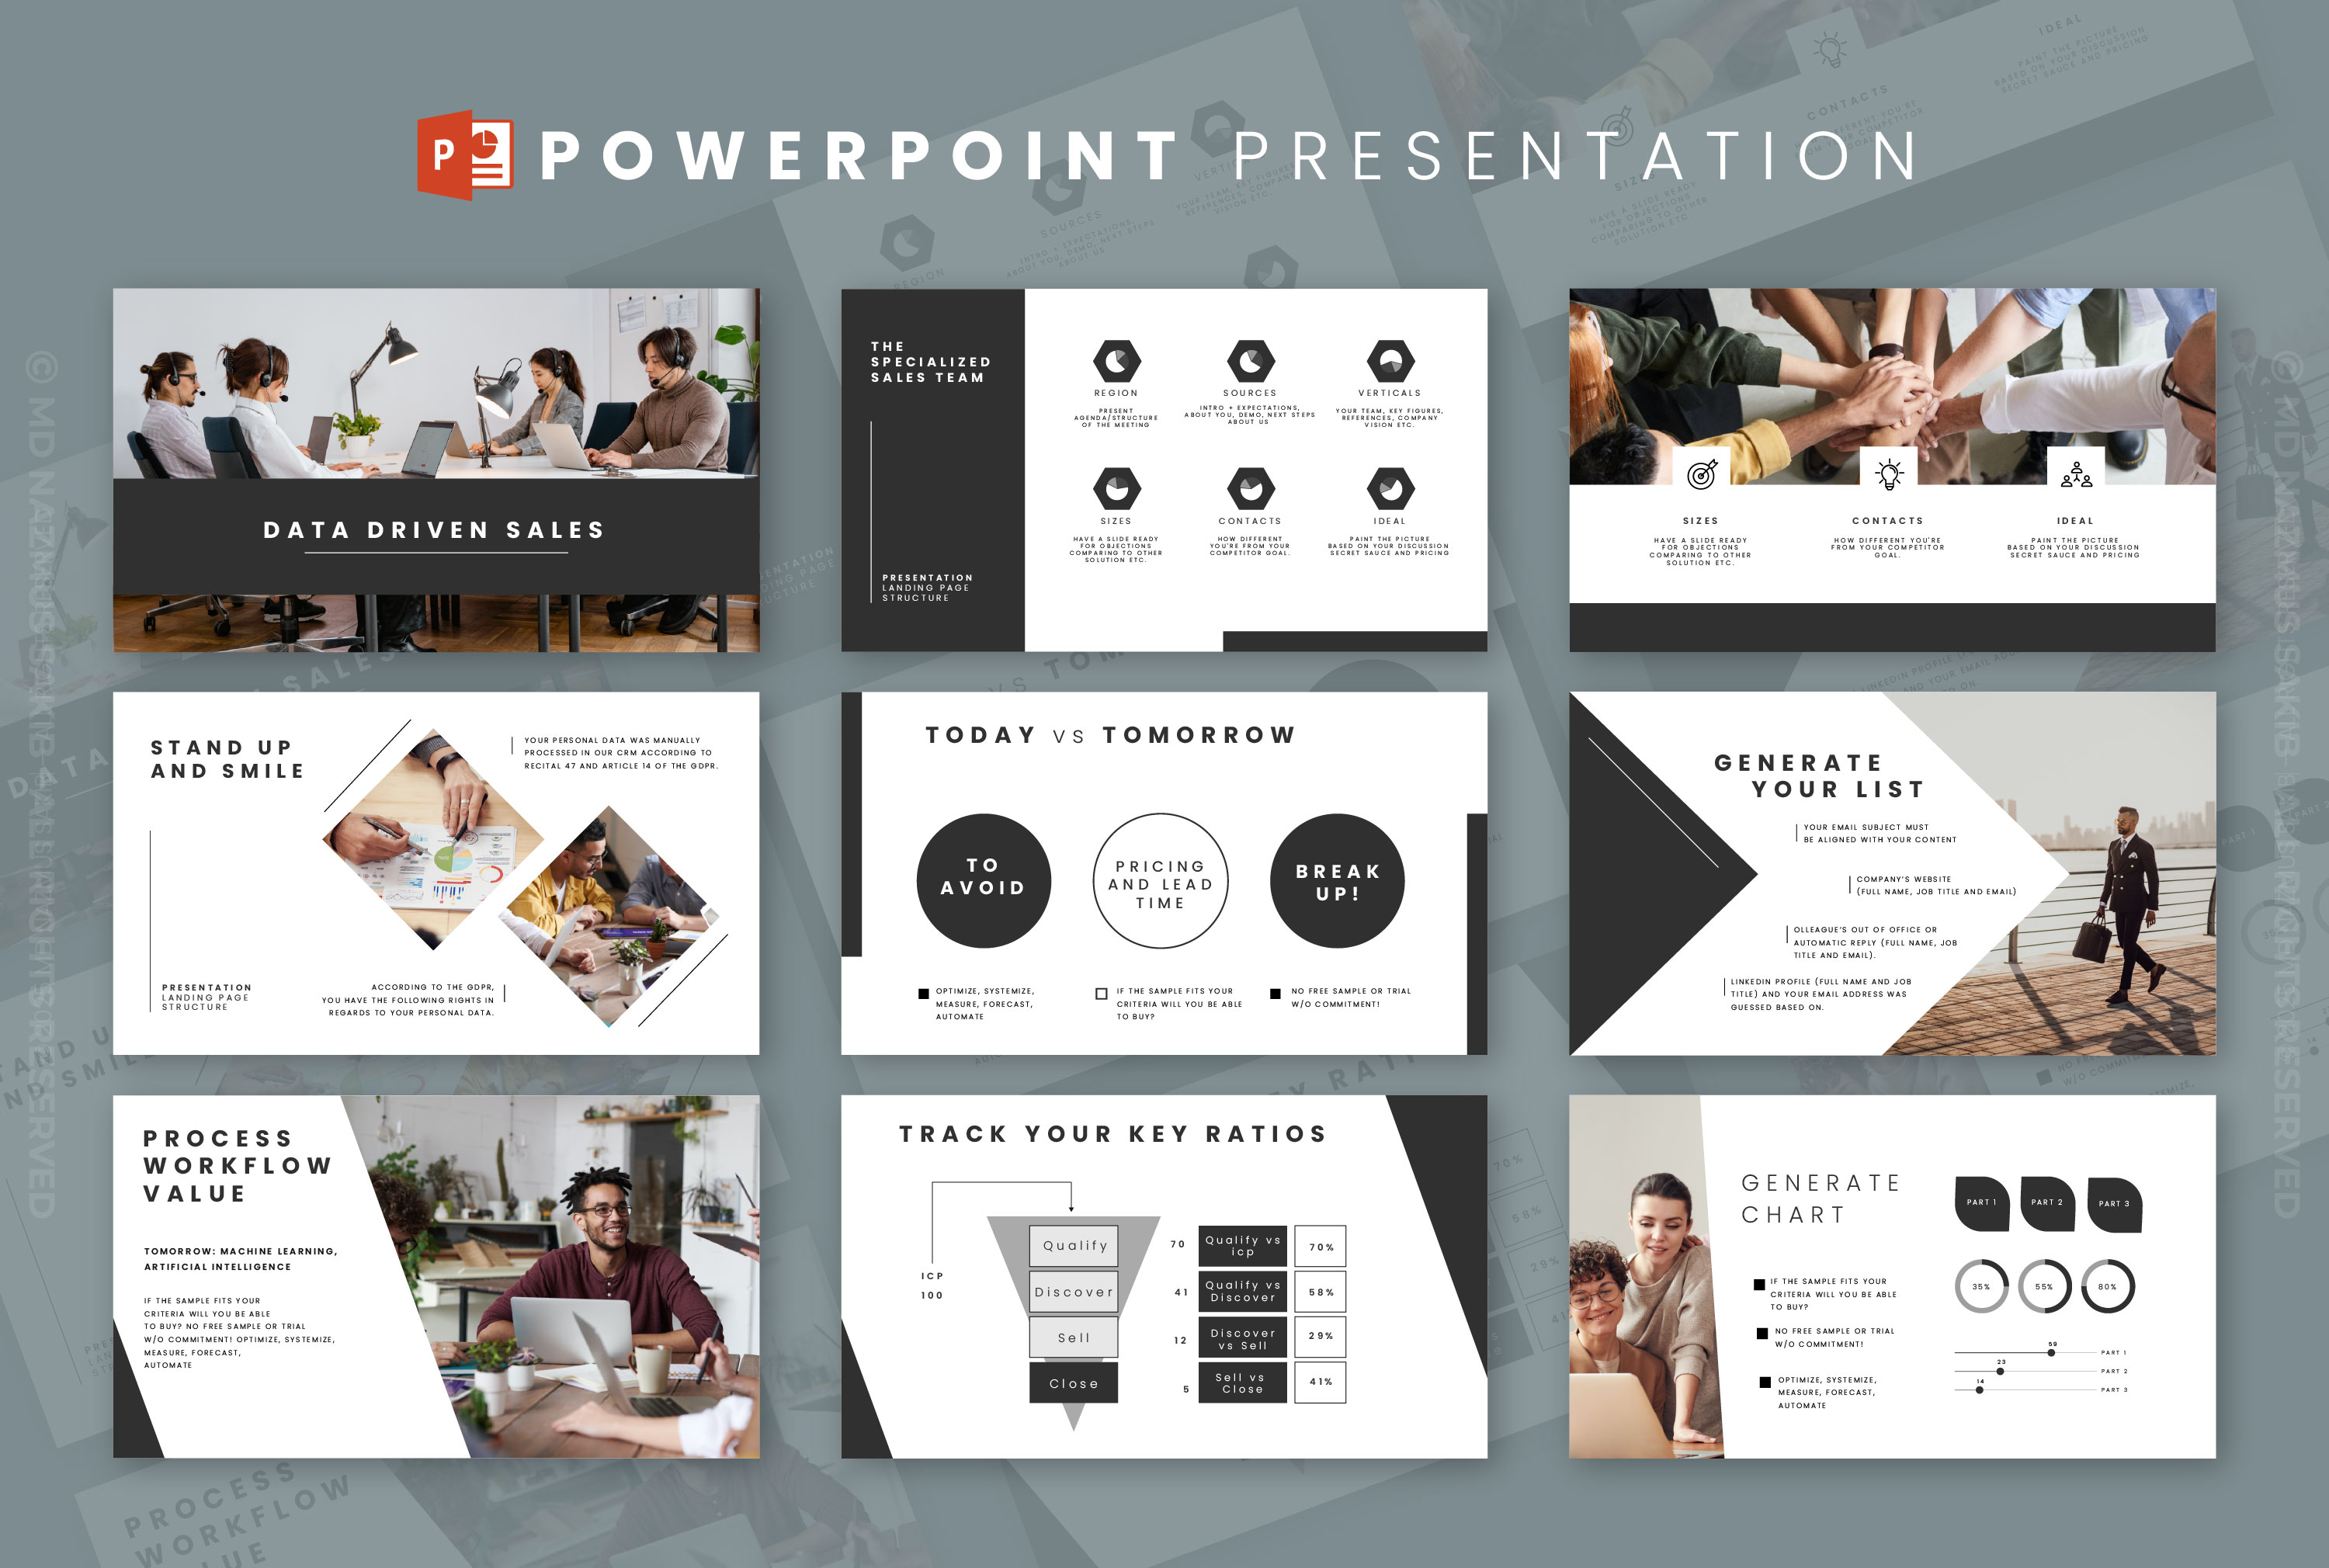 P POWERPOINT PRESENTATION
© MD NAZMUS SAKIB
RESERVED
DATA DRIVEN SALES
THE
SPECIALIZED
SALES TEAM
PRESENTATION
LANDING PAGE
STRUCTURE
REGION
PRESENT
AGENDA/STRUCTURE
OF THE MEETING
SOURCES
INTRO + EXPECTATIONS,
ABOUT YOU, DEMO, NEXT STEPS
ABOUT US
VERTICALS
YOUR TEAM, KEY FIGURES,
REFERENCES, COMPANY
VISION ETC.
SIZES
HAVE A SLIDE READY
FOR OBJECTIONS
COMPARING TO OTHER
SOLUTION ETC.
CONTACTS
HOW DIFFERENT
YOU'RE FROM YOUR
COMPETITOR GOAL.
IDEAL
PAINT THE PICTURE
BASED ON YOUR DISCUSSION
SECRET SAUCE AND PRICING
SIZES
HAVE A SLIDE READY
FOR OBJECTIONS
COMPARING TO OTHER
SOLUTION ETC.
CONTACTS
HOW DIFFERENT YOU'RE
FROM YOUR COMPETITOR
GOAL.
IDEAL
PAINT THE PICTURE
BASED ON YOUR DISCUSSION
SECRET SAUCE AND PRICING
STAND UP
AND SMILE
YOUR PERSONAL DATA WAS MANUALLY
PROCESSED IN OUR CRM ACCORDING TO
RECITAL 47 AND ARTICLE 14 OF THE GDPR.
PRESENTATION
LANDING PAGE
STRUCTURE
ACCORDING TO THE GDPR,
YOU HAVE THE FOLLOWING RIGHTS IN
REGARDS TO YOUR PERSONAL DATA.
TODAY VS TOMORROW
TO
AVOID
PRICING
AND LEAD
TIME
BREAK
UP!
OPTIMIZE, SYSTEMIZE,
MEASURE, FORECAST,
AUTOMATE
IF THE SAMPLE FITS YOUR
CRITERIA WILL YOU BE ABLE
TO BUY?
NO FREE SAMPLE OR TRIAL
W/O COMMITMENT!
GENERATE
YOUR LIST
YOUR EMAIL SUBJECT MUST
BE ALIGNED WITH YOUR CONTENT
COMPANY'S WEBSITE
(FULL NAME, JOB TITLE AND EMAIL)
OLLEAGUE'S OUT OF OFFICE OR
AUTOMATIC REPLY (FULL NAME, JOB
TITLE AND EMAIL).
LINKEDIN PROFILE (FULL NAME AND JOB
TITLE) AND YOUR EMAIL ADDRESS WAS
GUESSED BASED ON.
PROCESS
WORKFLOW
VALUE
TOMORROW: MACHINE LEARNING,
ARTIFICIAL INTELLIGENCE
IF THE SAMPLE FITS YOUR
CRITERIA WILL YOU BE ABLE
TO BUY? NO FREE SAMPLE OR TRIAL
W/O COMMITMENT! OPTIMIZE, SYSTEMIZE,
MEASURE, FORECAST,
AUTOMATE
TRACK YOUR KEY RATIOS
ICP
100
Qualify
Discover
Sell
Close
70 Qualify vs
icp
70%
41 Qualify vs
Discover
58%
12 Discover
vs Sell
29%
5 Sell vs
Close
41%
GENERATE
CHART
PART 1 PART 2 PART 3
35% 55% 80%
IF THE SAMPLE FITS YOUR
CRITERIA WILL YOU BE ABLE
TO BUY?
NO FREE SAMPLE OR TRIAL
W/O COMMITMENT!
OPTIMIZE, SYSTEMIZE,
MEASURE, FORECAST,
AUTOMATE
PART 1
23
PART 2
14
PART 3
© MD NAZMUS SAKIB
RESERVED
PROCESS
WORKFLOW